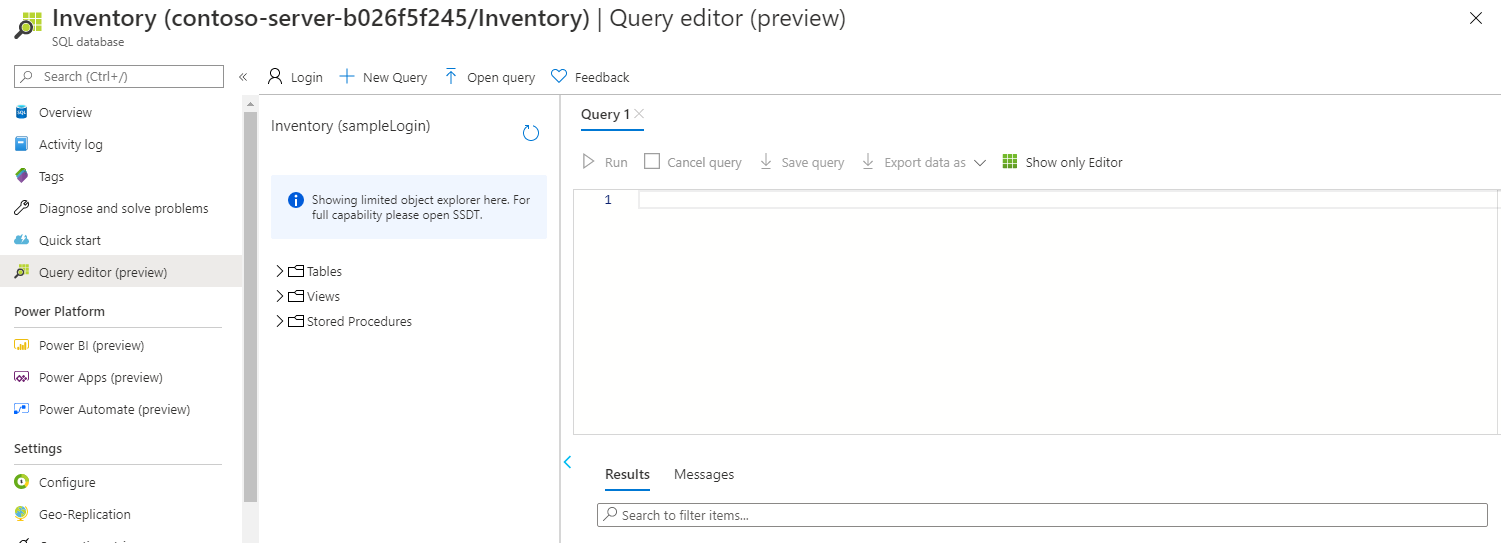 Inventory (contoso-server-b026f5f245/Inventory) | Query editor (preview)
SQL database
Search (Ctrl+/)
Login
New Query
Open query
Feedback
Overview
Activity log
Tags
Diagnose and solve problems
Quick start
Query editor (preview)
Power Platform
Power BI (preview)
Power Apps (preview)
Power Automate (preview)
Settings
Configure
Geo-Replication
Inventory (sampleLogin)
Showing limited object explorer here. For
full capability please open SSDT.
Tables
Views
Stored Procedures
Query 1
Run
Cancel query
Save query
Export data as
Show only Editor
1
Results
Messages
Search to filter items...